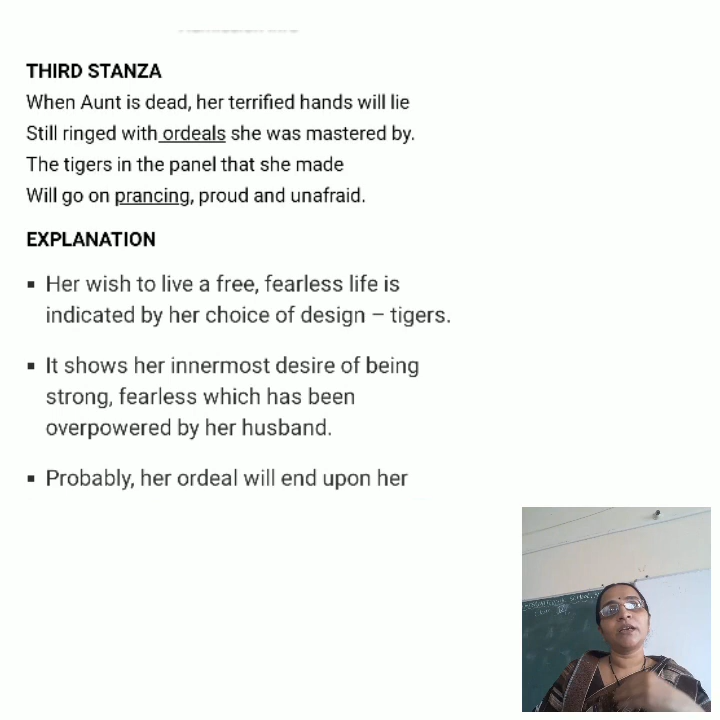 THIRD STANZA
When Aunt is dead, her terrified hands will lie
Still ringed with ordeals she was mastered by.
The tigers in the panel that she made
Will go on prancing, proud and unafraid.
EXPLANATION
▪ Her wish to live a free, fearless life is
indicated by her choice of design – tigers.
▪ It shows her innermost desire of being
strong, fearless which has been
overpowered by her husband.
▪ Probably, her ordeal will end upon her